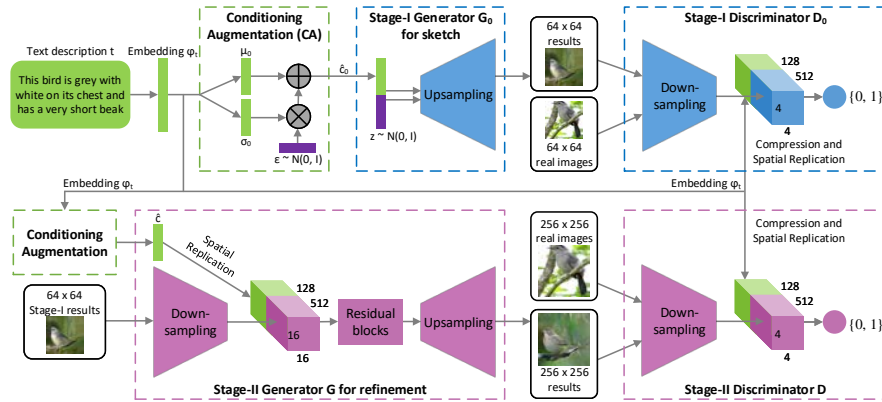 Conditioning
Augmentation (CA)
Stage-I Generator G₀
for sketch
Stage-I Discriminator D₀
Text description t
Embedding φₜ
This bird is grey with
white on its chest and
has a very short beak
μ₀
σ₀
ε ~ N(0, I)
ĉ₀
z ~ N(0, I)
Upsampling
64 x 64
results
64 x 64
real images
Down-
sampling
128
512
4
4
{0, 1}
Compression and
Spatial Replication
Embedding φₜ
Embedding φₜ
Conditioning
Augmentation
ĉ
Spatial
Replication
64 x 64
Stage-I results
Down-
sampling
128
512
16
16
Residual
blocks
Upsampling
Stage-II Generator G for refinement
256 x 256
real images
256 x 256
results
Compression and
Spatial Replication
Down-
sampling
128
512
4
4
{0, 1}
Stage-II Discriminator D